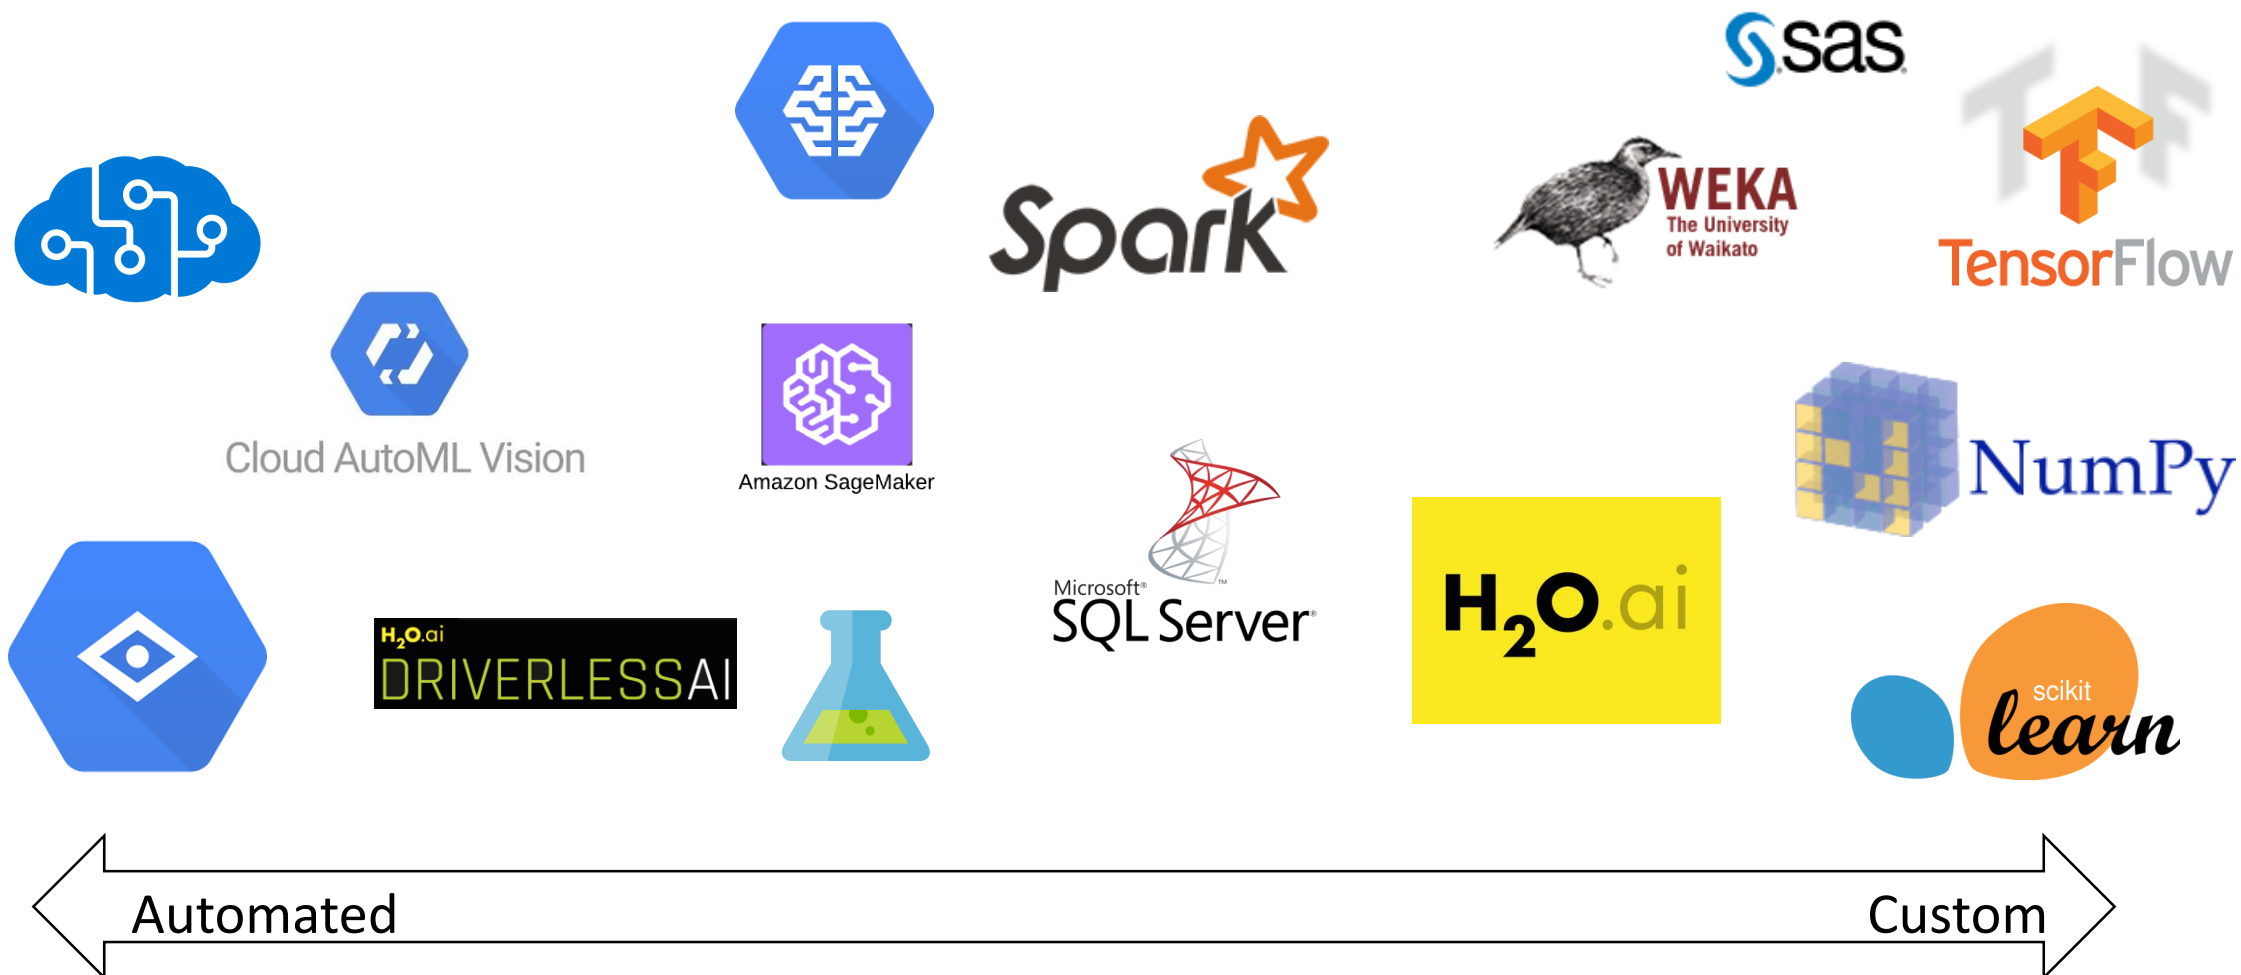 sas
Spark
WEKA
The University
of Waikato
TensorFlow
Cloud AutoML Vision
Amazon SageMaker
NumPy
Microsoft®
SQL Server®
H2O.ai
H2O.ai
DRIVERLESSAI
scikit
learn
Automated
Custom